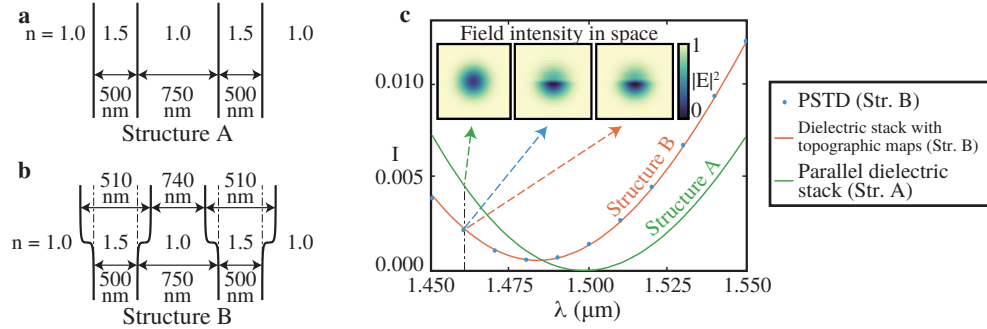 a
n = 1.0
1.5
1.0
1.5
1.0
500
nm
750
nm
500
nm
Structure A
b
510
nm
740
nm
510
nm
n = 1.0
1.5
1.0
1.5
1.0
500
nm
750
nm
500
nm
Structure B
c
Field intensity in space
1
|E|²
0
0.010
I
0.005
0.000
Structure B
Structure A
1.450
1.475
1.500
1.525
1.550
λ (μm)
PSTD (Str. B)
Dielectric stack with
topographic maps (Str. B)
Parallel dielectric
stack (Str. A)